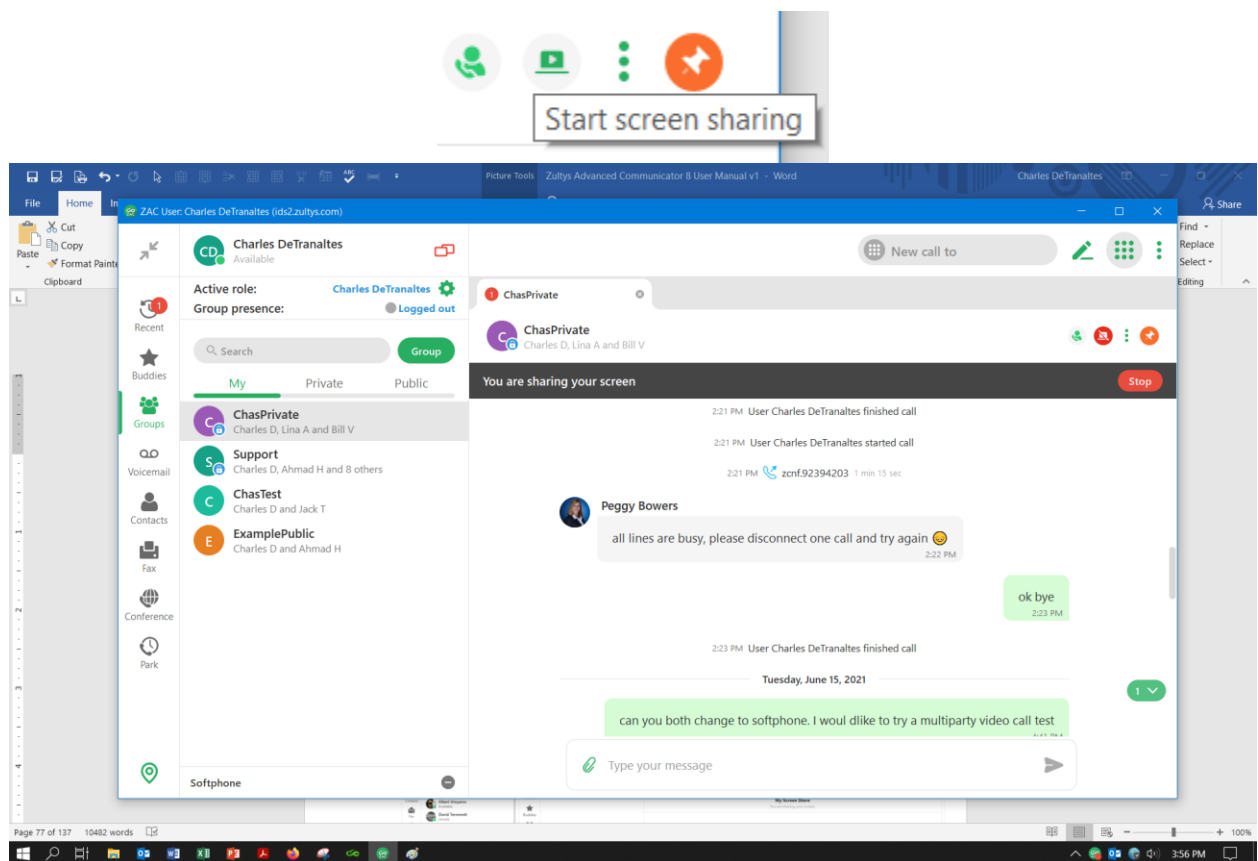 Start screen sharing
Picture Tools
Zultys Advanced Communicator 8 User Manual v1 - Word
Charles DeTranaltes
File
Home
In
Share
ZAC User: Charles DeTranaltes (ids2.zultys.com)
Paste
Cut
Copy
Format Painte
Clipboard
Find
Replace
Select
Editing
CD
Charles DeTranaltes
Available
New call to
Active role:
Charles DeTranaltes
Group presence:
Logged out
Search
Group
My
Private
Public
1
Recent
Buddies
Groups
Voicemail
Contacts
Fax
Conference
Park
C
ChasPrivate
Charles D, Lina A and Bill V
S
Support
Charles D, Ahmad H and 8 others
C
ChasTest
Charles D and Jack T
E
ExamplePublic
Charles D and Ahmad H
Softphone
1 ChasPrivate
C
ChasPrivate
Charles D, Lina A and Bill V
You are sharing your screen
Stop
2:21 PM User Charles DeTranaltes finished call
2:21 PM User Charles DeTranaltes started call
2:21 PM zcnf.92394203 1 min 15 sec
Peggy Bowers
all lines are busy, please disconnect one call and try again
2:22 PM
ok bye
2:23 PM
2:23 PM User Charles DeTranaltes finished call
Tuesday, June 15, 2021
1
can you both change to softphone. I woul dlike to try a multiparty video call test
Type your message
My Screen Share
Page 77 of 137
10482 words
100%
3:56 PM